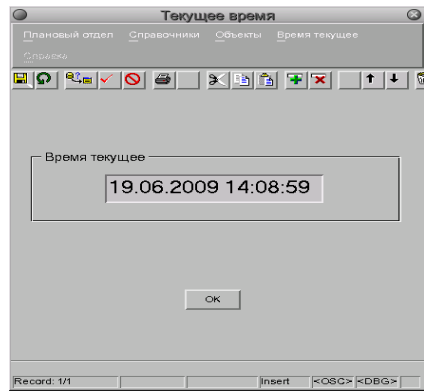 Текущее время
Плановый отдел Справочники Объекты Время текущее
Справка
Время текущее
19.06.2009 14:08:59
OK
Record: 1/1 Insert <OSC> <DBG>